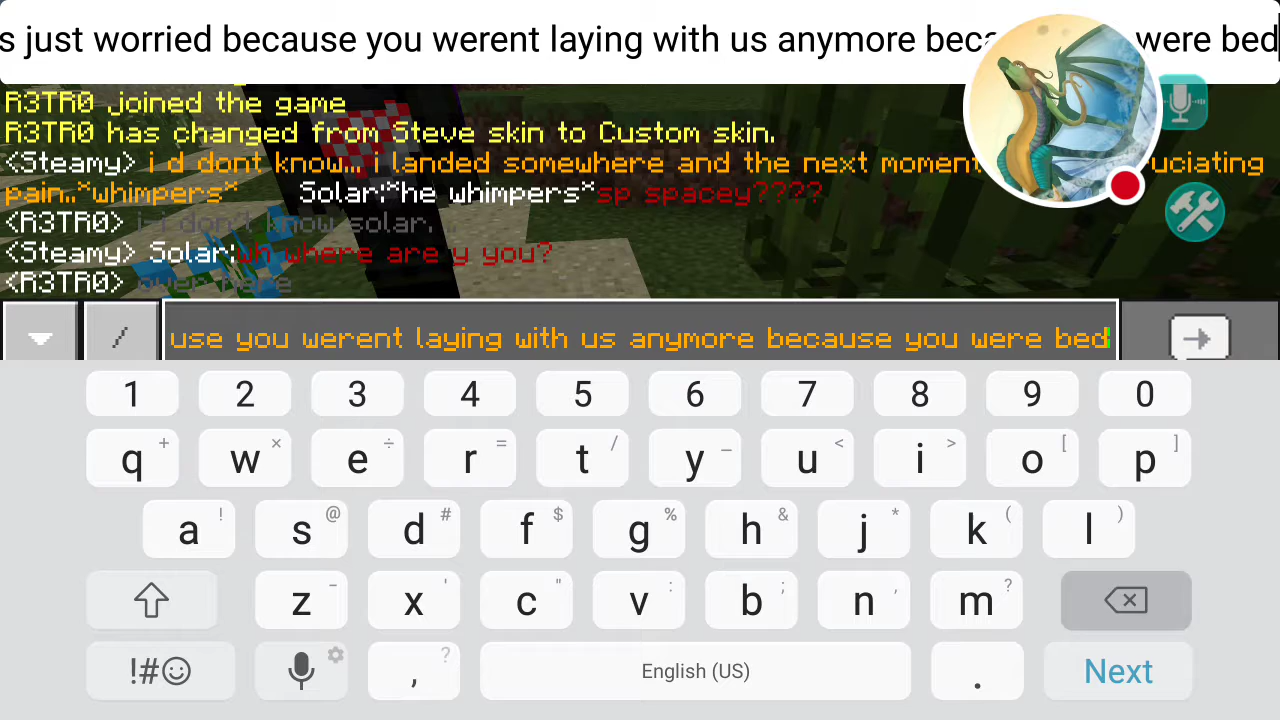 s just worried because you werent laying with us anymore bec were bed
R3TR0 joined the game
R3TR0 has changed from Steve skin to Custom skin.
<Steamy> i d dont know... i landed somewhere and the next moment uciating
pain..*whimpers* Solar:*he whimpers*sp spacey????
<R3TR0> i-i don't know solar. ..
<Steamy> Solar:wh where are y you?
<R3TR0> over here
/ use you werent laying with us anymore because you were bed
1 2 3 4 5 6 7 8 9 0
q + w × e ÷ r = t / y _ u < i > o [ p ]
a ! s @ d # f $ g % h & j * k ( l )
z - x ' c " v : b ; n , m ?
!#☺ , ? English (US) . Next